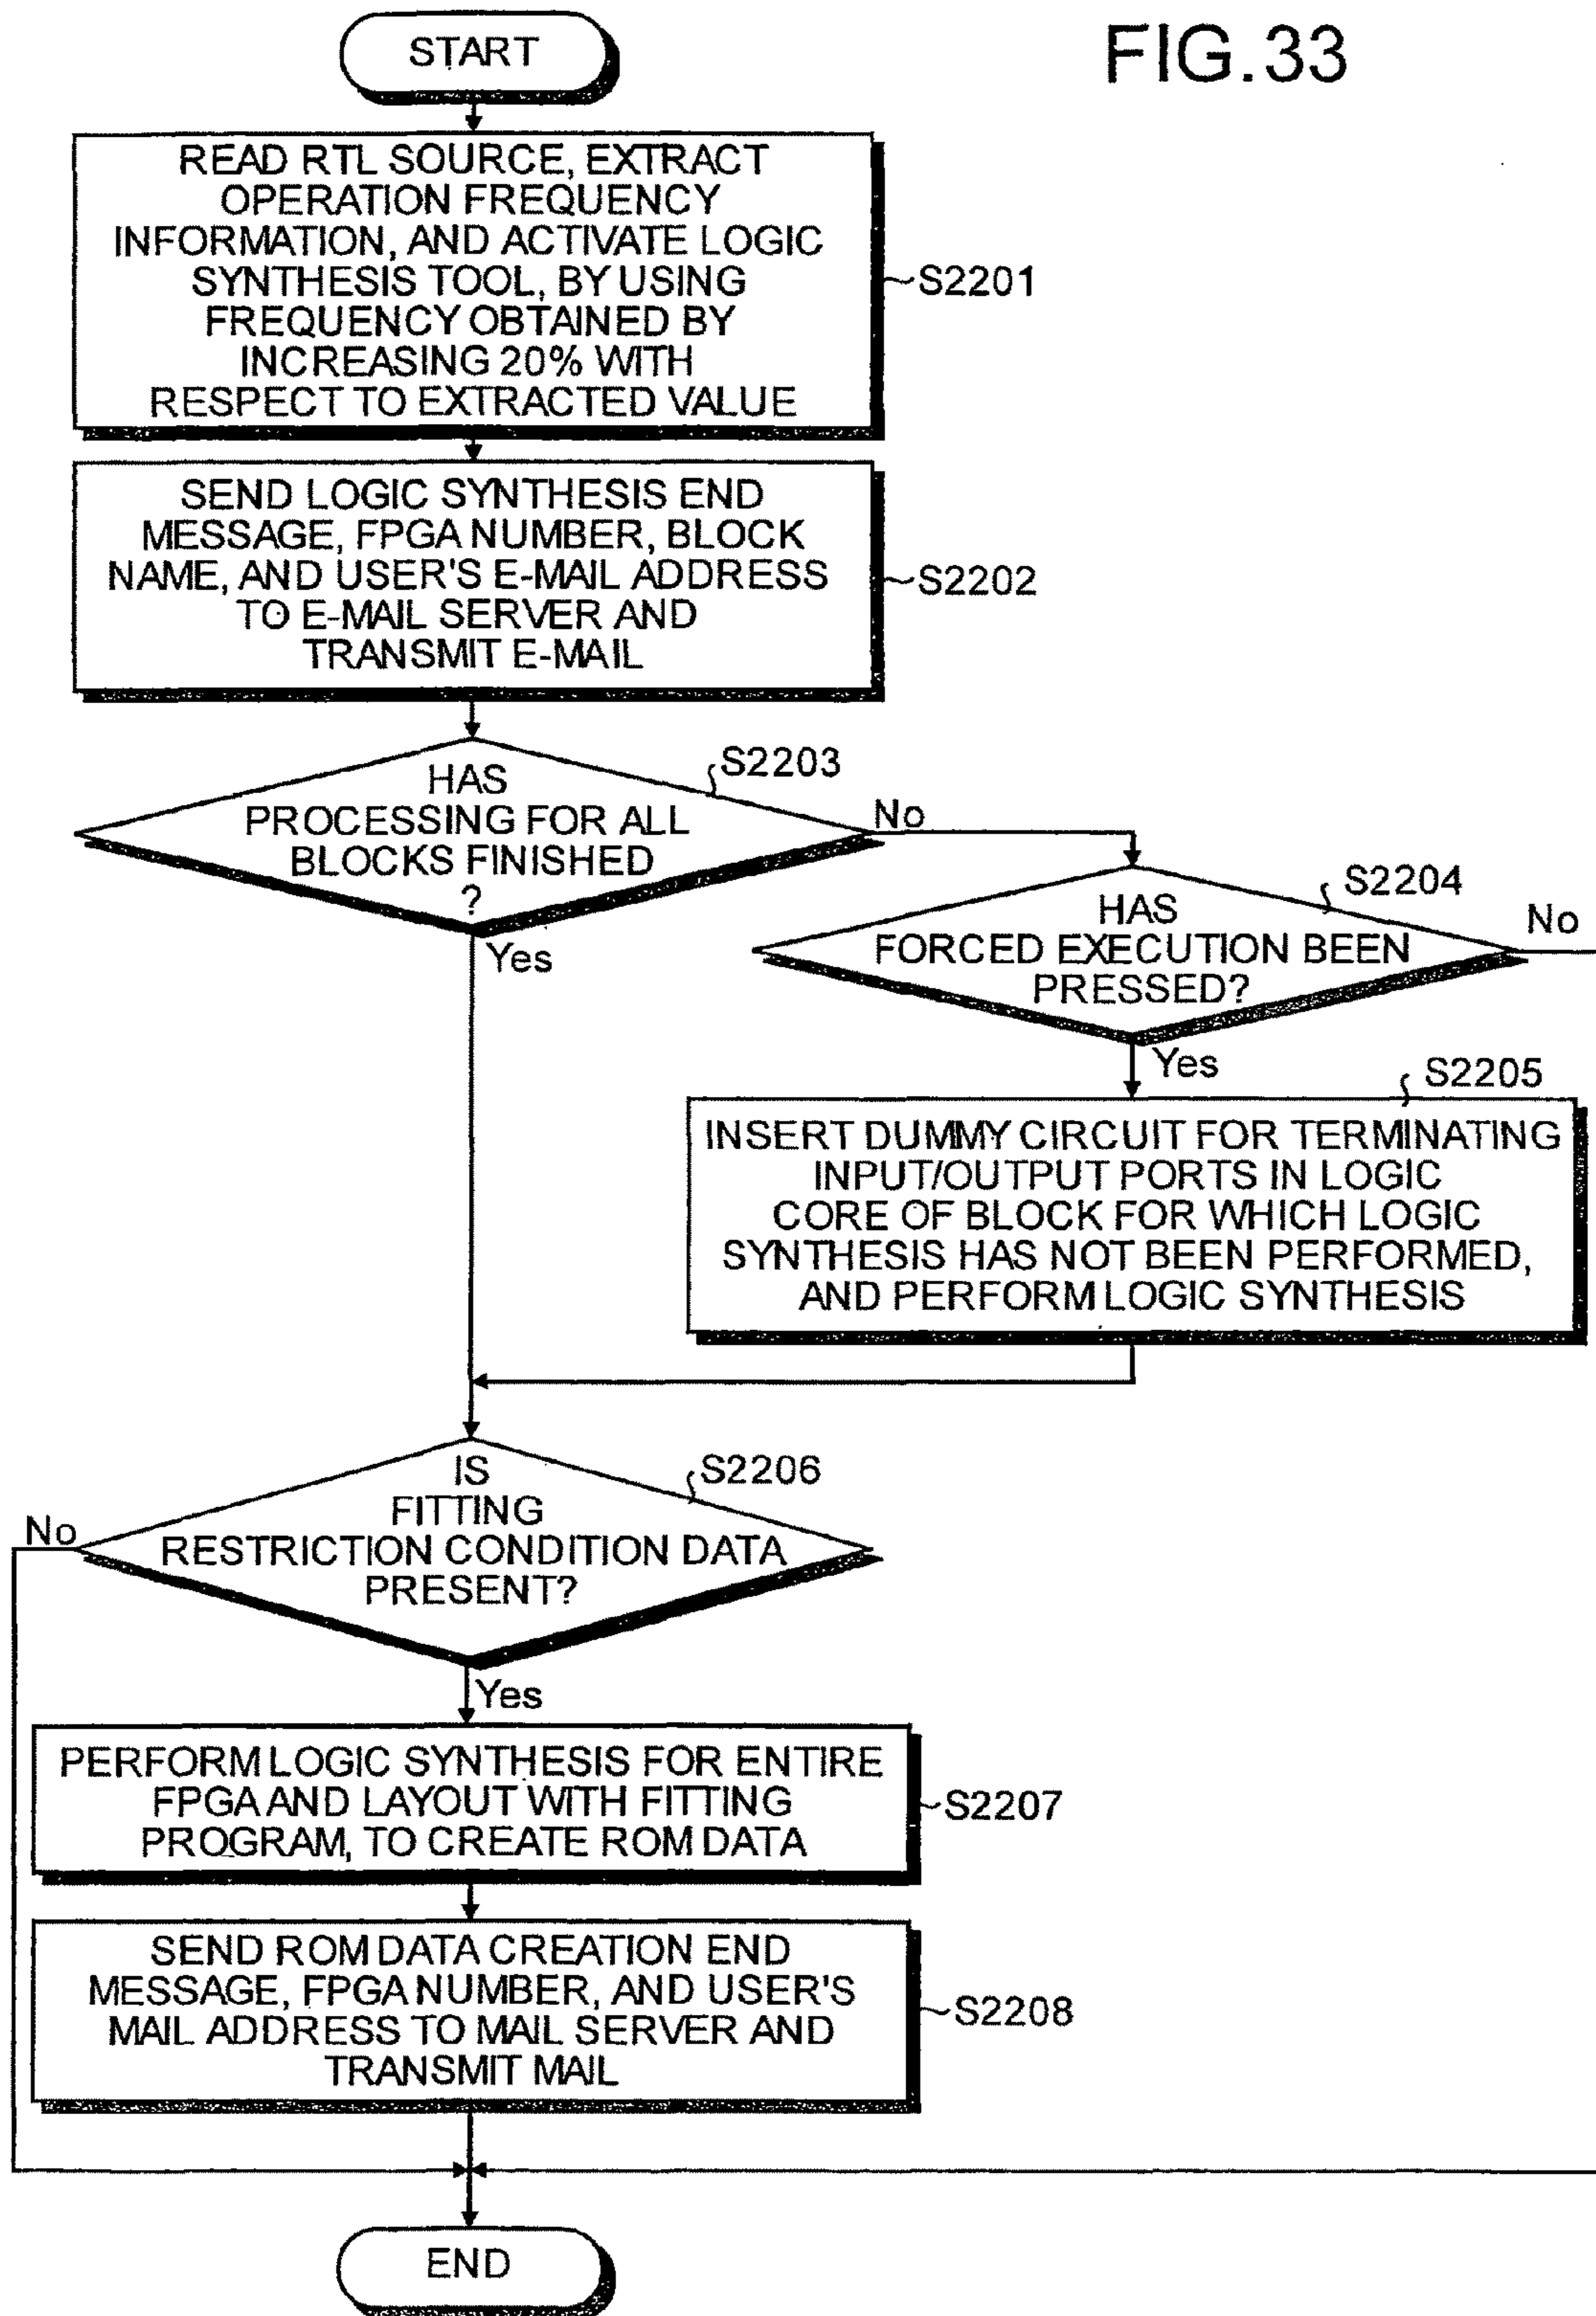 START
FIG.33
READ RTL SOURCE, EXTRACT
OPERATION FREQUENCY
INFORMATION, AND ACTIVATE LOGIC
SYNTHESIS TOOL, BY USING
FREQUENCY OBTAINED BY
INCREASING 20% WITH
RESPECT TO EXTRACTED VALUE
S2201
SEND LOGIC SYNTHESIS END
MESSAGE, FPGA NUMBER, BLOCK
NAME, AND USER'S E-MAIL ADDRESS
TO E-MAIL SERVER AND
TRANSMIT E-MAIL
S2202
HAS
PROCESSING FOR ALL
BLOCKS FINISHED
?
S2203
No
Yes
HAS
FORCED EXECUTION BEEN
PRESSED?
S2204
No
Yes
S2205
INSERT DUMMY CIRCUIT FOR TERMINATING
INPUT/OUTPUT PORTS IN LOGIC
CORE OF BLOCK FOR WHICH LOGIC
SYNTHESIS HAS NOT BEEN PERFORMED,
AND PERFORM LOGIC SYNTHESIS
IS
FITTING
RESTRICTION CONDITION DATA
PRESENT?
S2206
No
Yes
PERFORM LOGIC SYNTHESIS FOR ENTIRE
FPGA AND LAYOUT WITH FITTING
PROGRAM, TO CREATE ROM DATA
S2207
SEND ROM DATA CREATION END
MESSAGE, FPGA NUMBER, AND USER'S
MAIL ADDRESS TO MAIL SERVER AND
TRANSMIT MAIL
S2208
END